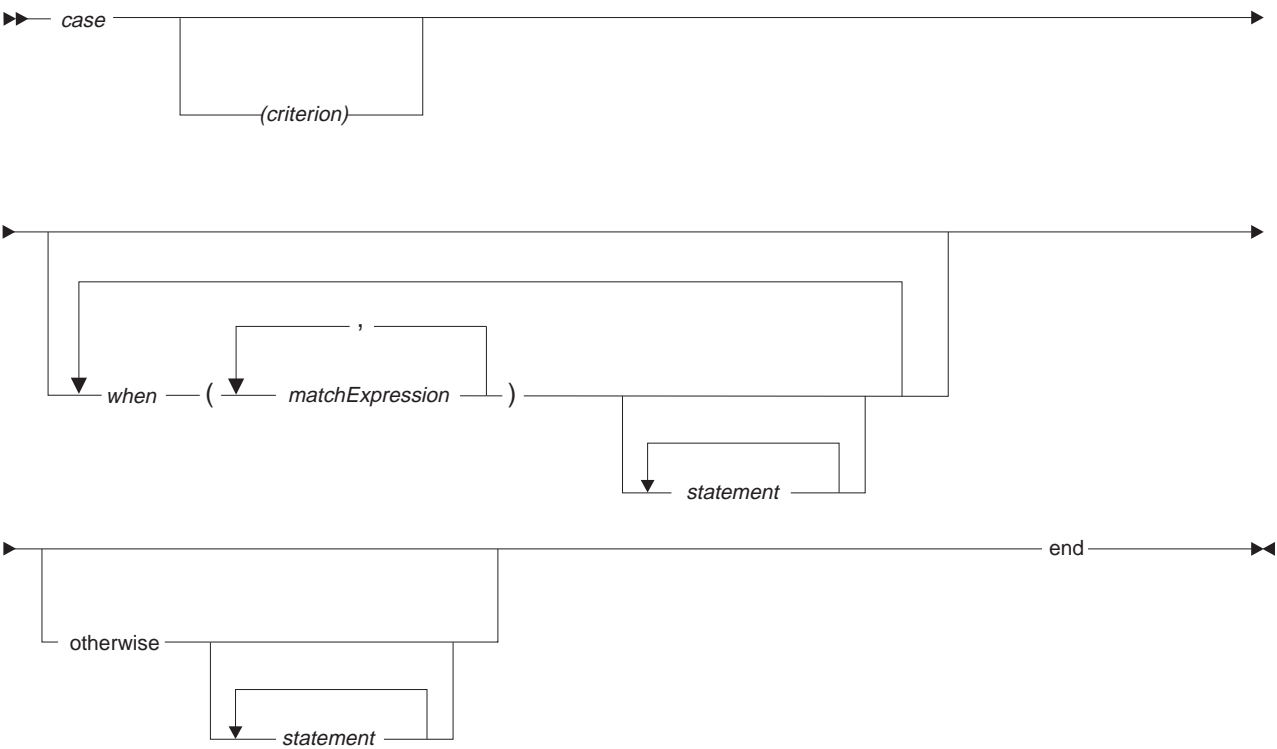 case
(criterion)
,
when ( matchExpression )
statement
end
otherwise
statement